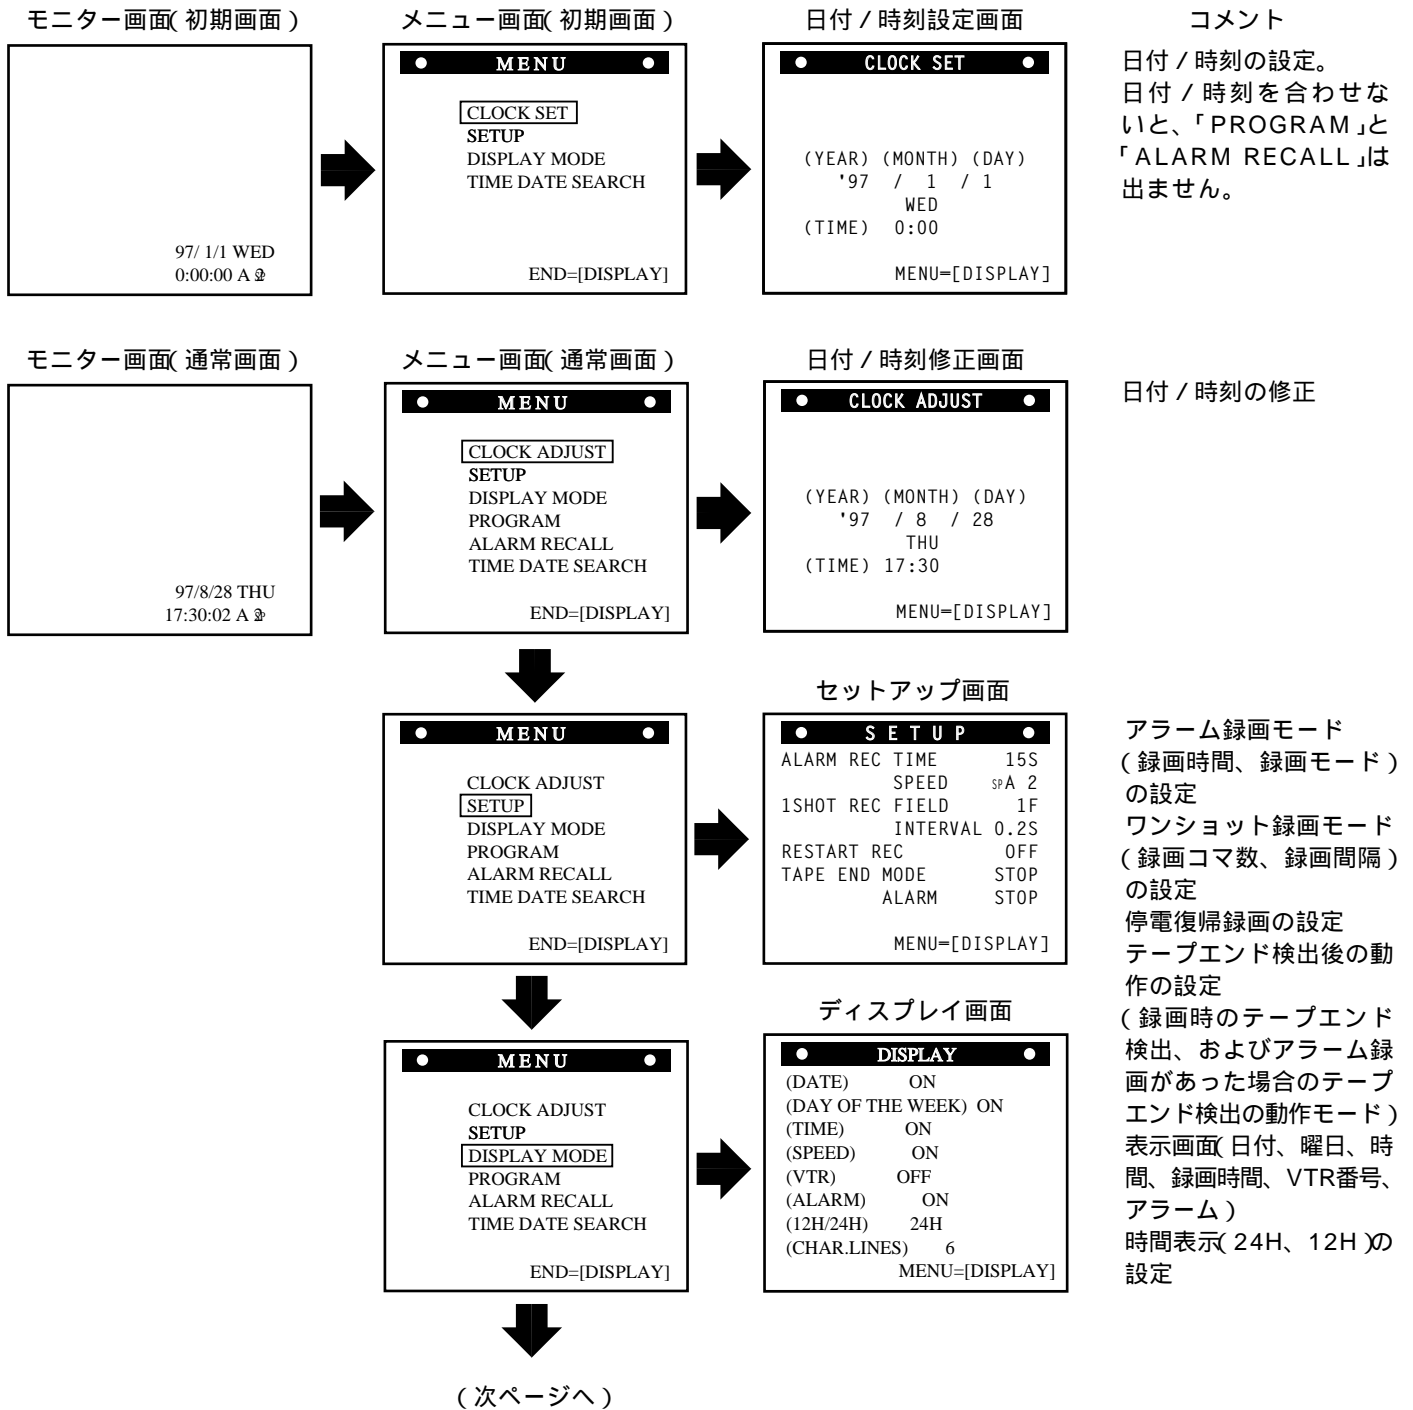 モニター画面(初期画面)
97/ 1/1 WED
0:00:00 A
メニュー画面(初期画面)
MENU
CLOCK SET
SETUP
DISPLAY MODE
TIME DATE SEARCH
END=[DISPLAY]
日付/時刻設定画面
CLOCK SET
(YEAR) (MONTH) (DAY)
'97 / 1 / 1
WED
(TIME) 0:00
MENU=[DISPLAY]
コメント
日付/時刻の設定。
日付/時刻を合わせな
いと、「PROGRAM」と
「ALARM RECALL」は
出ません。
モニター画面(通常画面)
97/8/28 THU
17:30:02 A
メニュー画面(通常画面)
MENU
CLOCK ADJUST
SETUP
DISPLAY MODE
PROGRAM
ALARM RECALL
TIME DATE SEARCH
END=[DISPLAY]
日付/時刻修正画面
CLOCK ADJUST
(YEAR) (MONTH) (DAY)
'97 / 8 / 28
THU
(TIME) 17:30
MENU=[DISPLAY]
日付/時刻の修正
MENU
CLOCK ADJUST
SETUP
DISPLAY MODE
PROGRAM
ALARM RECALL
TIME DATE SEARCH
END=[DISPLAY]
セットアップ画面
SETUP
ALARM REC TIME 15S
SPEED SPA 2
1SHOT REC FIELD 1F
INTERVAL 0.2S
RESTART REC OFF
TAPE END MODE STOP
ALARM STOP
MENU=[DISPLAY]
アラーム録画モード
(録画時間、録画モード)
の設定
ワンショット録画モード
(録画コマ数、録画間隔)
の設定
停電復帰録画の設定
テープエンド検出後の動
作の設定
(録画時のテープエンド
検出、およびアラーム録
画があった場合のテープ
エンド検出の動作モード)
表示画面(日付、曜日、時
間、録画時間、VTR番号、
アラーム)
時間表示(24H、12H)の
設定
MENU
CLOCK ADJUST
SETUP
DISPLAY MODE
PROGRAM
ALARM RECALL
TIME DATE SEARCH
END=[DISPLAY]
ディスプレイ画面
DISPLAY
(DATE) ON
(DAY OF THE WEEK) ON
(TIME) ON
(SPEED) ON
(VTR) OFF
(ALARM) ON
(12H/24H) 24H
(CHAR.LINES) 6
MENU=[DISPLAY]
(次ページへ)